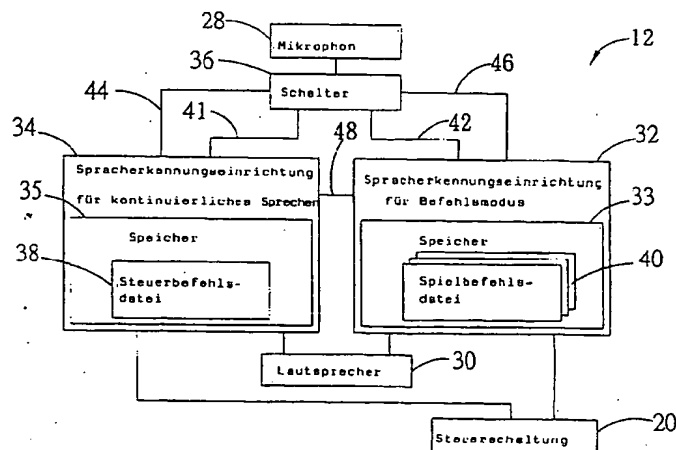 28
Mikrophon
12
36
46
Schalter
44
41
42
34
48
32
Spracherkennungseinrichtung
für kontinuierliches Sprechen
Spracherkennungseinrichtung
für Befehlsmodus
35
33
Speicher
Speicher
38
40
Steuerbefehls-
datei
Spielbefehls-
datei
Lautsprecher
30
20
Steuerschaltung